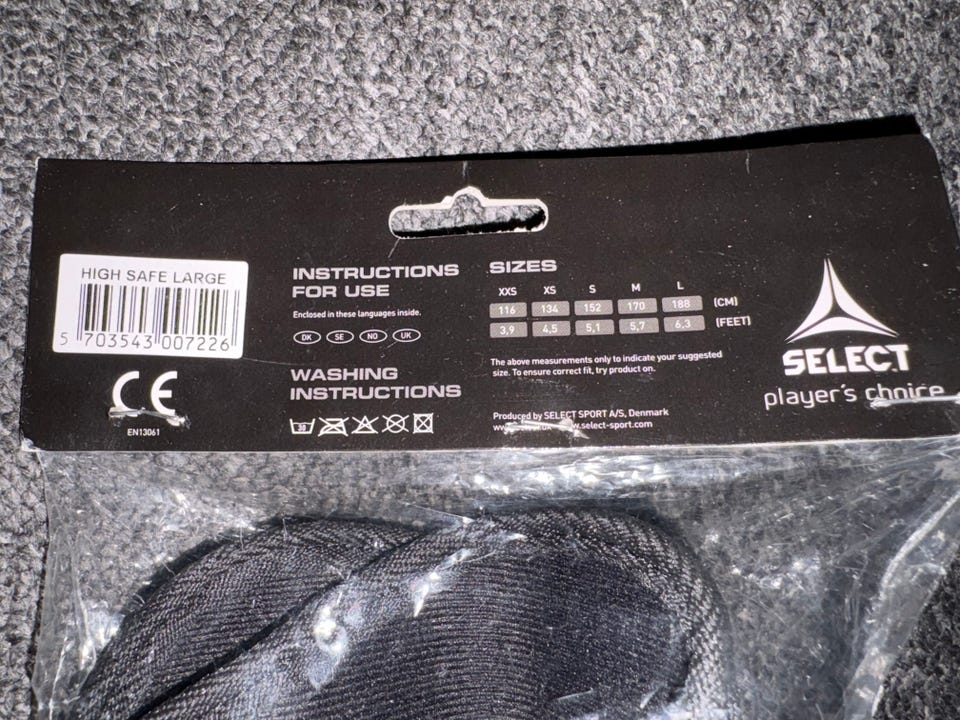 HIGH SAFE LARGE
5 703543 007226
CE
EN13061
INSTRUCTIONS
FOR USE
Enclosed in these languages inside.
DK SE NO UK
WASHING
INSTRUCTIONS
30
SIZES
XXS XS S M L
116 134 152 170 188 (CM)
3,9 4,5 5,1 5,7 6,3 (FEET)
The above measurements only to indicate your suggested
size. To ensure correct fit, try product on.
Produced by SELECT SPORT A/S, Denmark
.select-sport.com
SELECT
player's choice